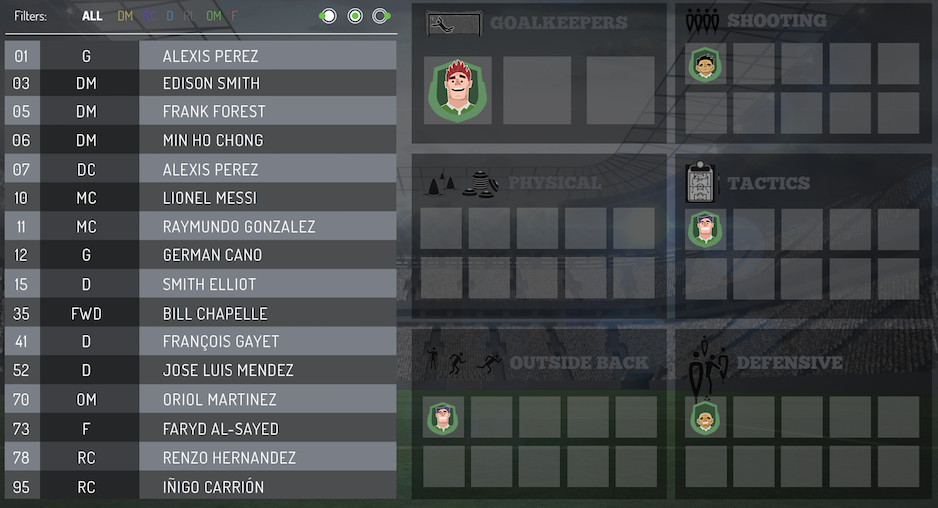 Filters: ALL DM RC D RL OM F
01 G ALEXIS PEREZ
03 DM EDISON SMITH
05 DM FRANK FOREST
06 DM MIN HO CHONG
07 DC ALEXIS PEREZ
10 MC LIONEL MESSI
11 MC RAYMUNDO GONZALEZ
12 G GERMAN CANO
15 D SMITH ELLIOT
35 FWD BILL CHAPELLE
41 D FRANÇOIS GAYET
52 D JOSE LUIS MENDEZ
70 OM ORIOL MARTINEZ
73 F FARYD AL-SAYED
78 RC RENZO HERNANDEZ
95 RC IÑIGO CARRIÓN
GOALKEEPERS
SHOOTING
PHYSICAL
TACTICS
OUTSIDE BACK
DEFENSIVE